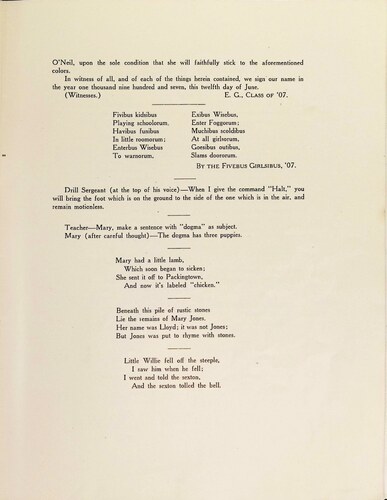 O'Neil, upon the sole condition that she will faithfully stick to the aforementioned
colors.
In witness of all, and of each of the things herein contained, we sign our name in
the year one thousand nine hundred and seven, this twelfth day of June.
(Witnesses.) E. G., Class of '07.
Fivibus kidsibus
Playing schoolorum,
Havibus funibus
In little roomorum;
Enterbus Wisebus
To warnorum,
Exibus Wisebus,
Enter Foggorum;
Muchibus scoldibus
At all girlsorum,
Goesibus outibus,
Slams doororum.
By the Fivebus Girlsibus, '07.
Drill Sergeant (at the top of his voice)—When I give the command "Halt," you
will bring the foot which is on the ground to the side of the one which is in the air, and
remain motionless.
Teacher—Mary, make a sentence with "dogma" as subject.
Mary (after careful thought)—The dogma has three puppies.
Mary had a little lamb,
Which soon began to sicken;
She sent it off to Packingtown,
And now it's labeled "chicken."
Beneath this pile of rustic stones
Lie the remains of Mary Jones.
Her name was Lloyd; it was not Jones;
But Jones was put to rhyme with stones.
Little Willie fell off the steeple,
I saw him when he fell;
I went and told the sexton,
And the sexton tolled the bell.